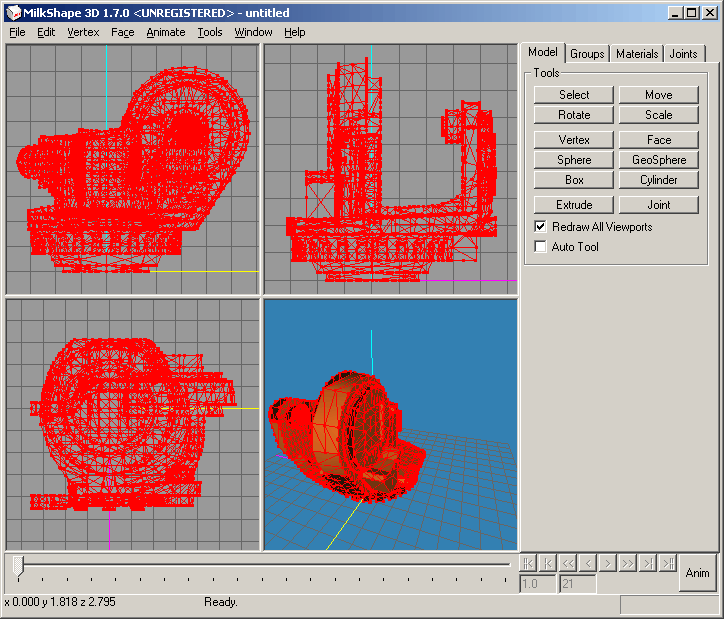 MilkShape 3D 1.7.0 <UNREGISTERED> - untitled
File Edit Vertex Face Animate Tools Window Help
Model Groups Materials Joints
Tools
Select Move
Rotate Scale
Vertex Face
Sphere GeoSphere
Box Cylinder
Extrude Joint
Redraw All Viewports
Auto Tool
1.0 21
Anim
x 0.000 y 1.818 z 2.795 Ready.